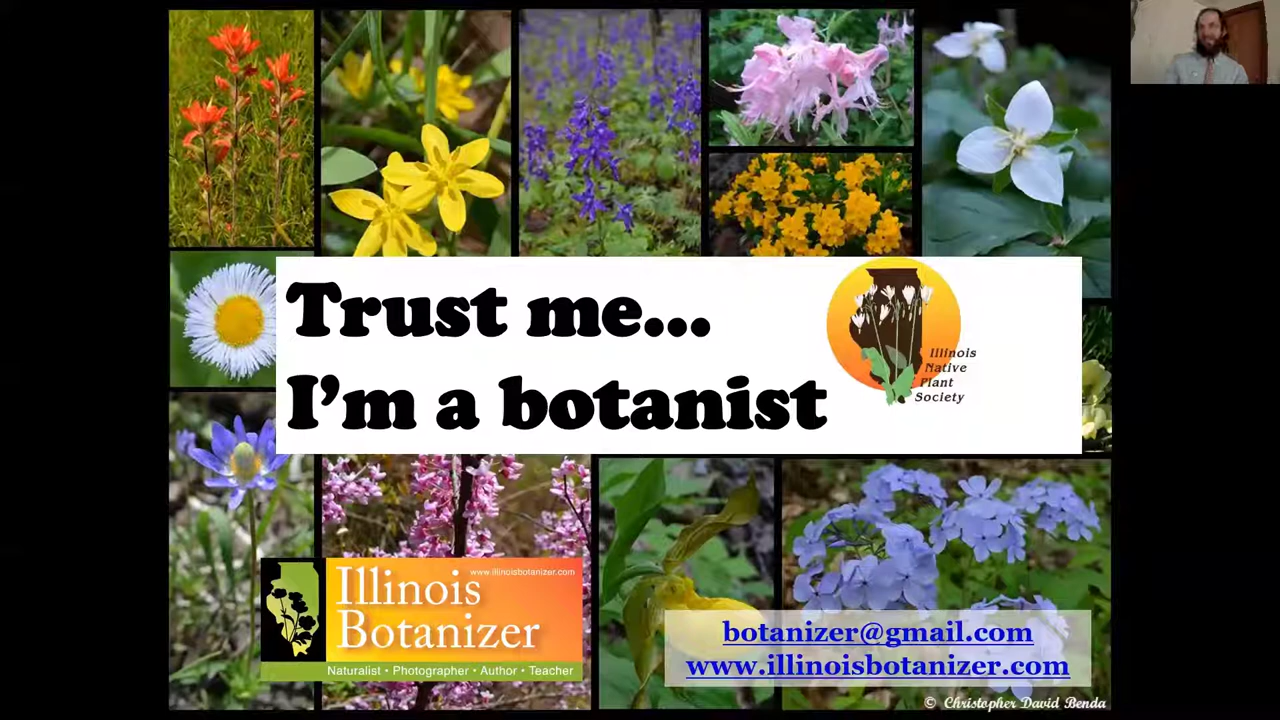 Trust me...
I'm a botanist
Illinois
Native
Plant
Society
www.illinoisbotanizer.com
Illinois
Botanizer
Naturalist • Photographer • Author • Teacher
botanizer@gmail.com
www.illinoisbotanizer.com
© Christopher David Benda